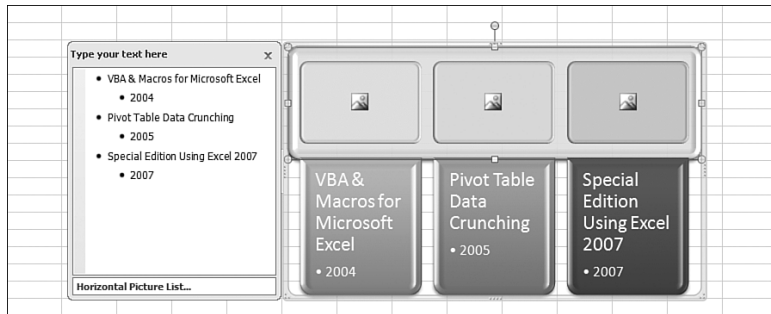 Type your text here x
• VBA & Macros for Microsoft Excel
• 2004
• Pivot Table Data Crunching
• 2005
• Special Edition Using Excel 2007
• 2007
Horizontal Picture List...
VBA &
Macros for
Microsoft
Excel
• 2004
Pivot Table
Data
Crunching
• 2005
Special
Edition
Using Excel
2007
• 2007